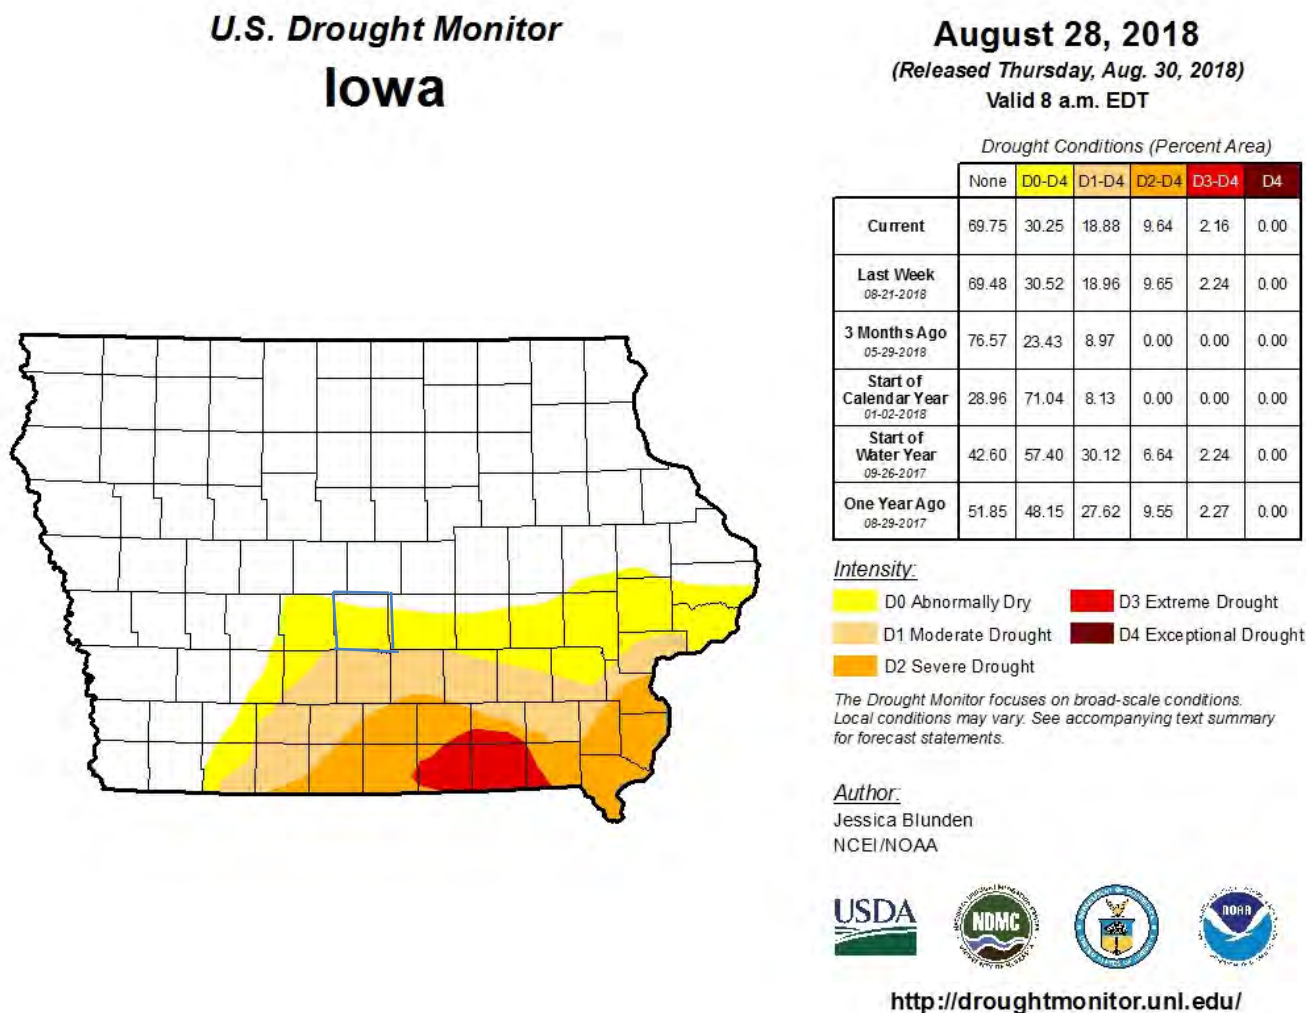 U.S. Drought Monitor
Iowa
August 28, 2018
(Released Thursday, Aug. 30, 2018)
Valid 8 a.m. EDT
Drought Conditions (Percent Area)
None D0-D4 D1-D4 D2-D4 D3-D4 D4
Current 69.75 30.25 18.88 9.64 2.16 0.00
Last Week 08-21-2018 69.48 30.52 18.96 9.65 2.24 0.00
3 Months Ago 05-29-2018 76.57 23.43 8.97 0.00 0.00 0.00
Start of Calendar Year 01-02-2018 28.96 71.04 8.13 0.00 0.00 0.00
Start of Water Year 09-26-2017 42.60 57.40 30.12 6.64 2.24 0.00
One Year Ago 08-29-2017 51.85 48.15 27.62 9.55 2.27 0.00
Intensity:
D0 Abnormally Dry
D1 Moderate Drought
D2 Severe Drought
D3 Extreme Drought
D4 Exceptional Drought
The Drought Monitor focuses on broad-scale conditions.
Local conditions may vary. See accompanying text summary
for forecast statements.
Author:
Jessica Blunden
NCEI/NOAA
USDA
NDMC
NOAA
http://droughtmonitor.unl.edu/